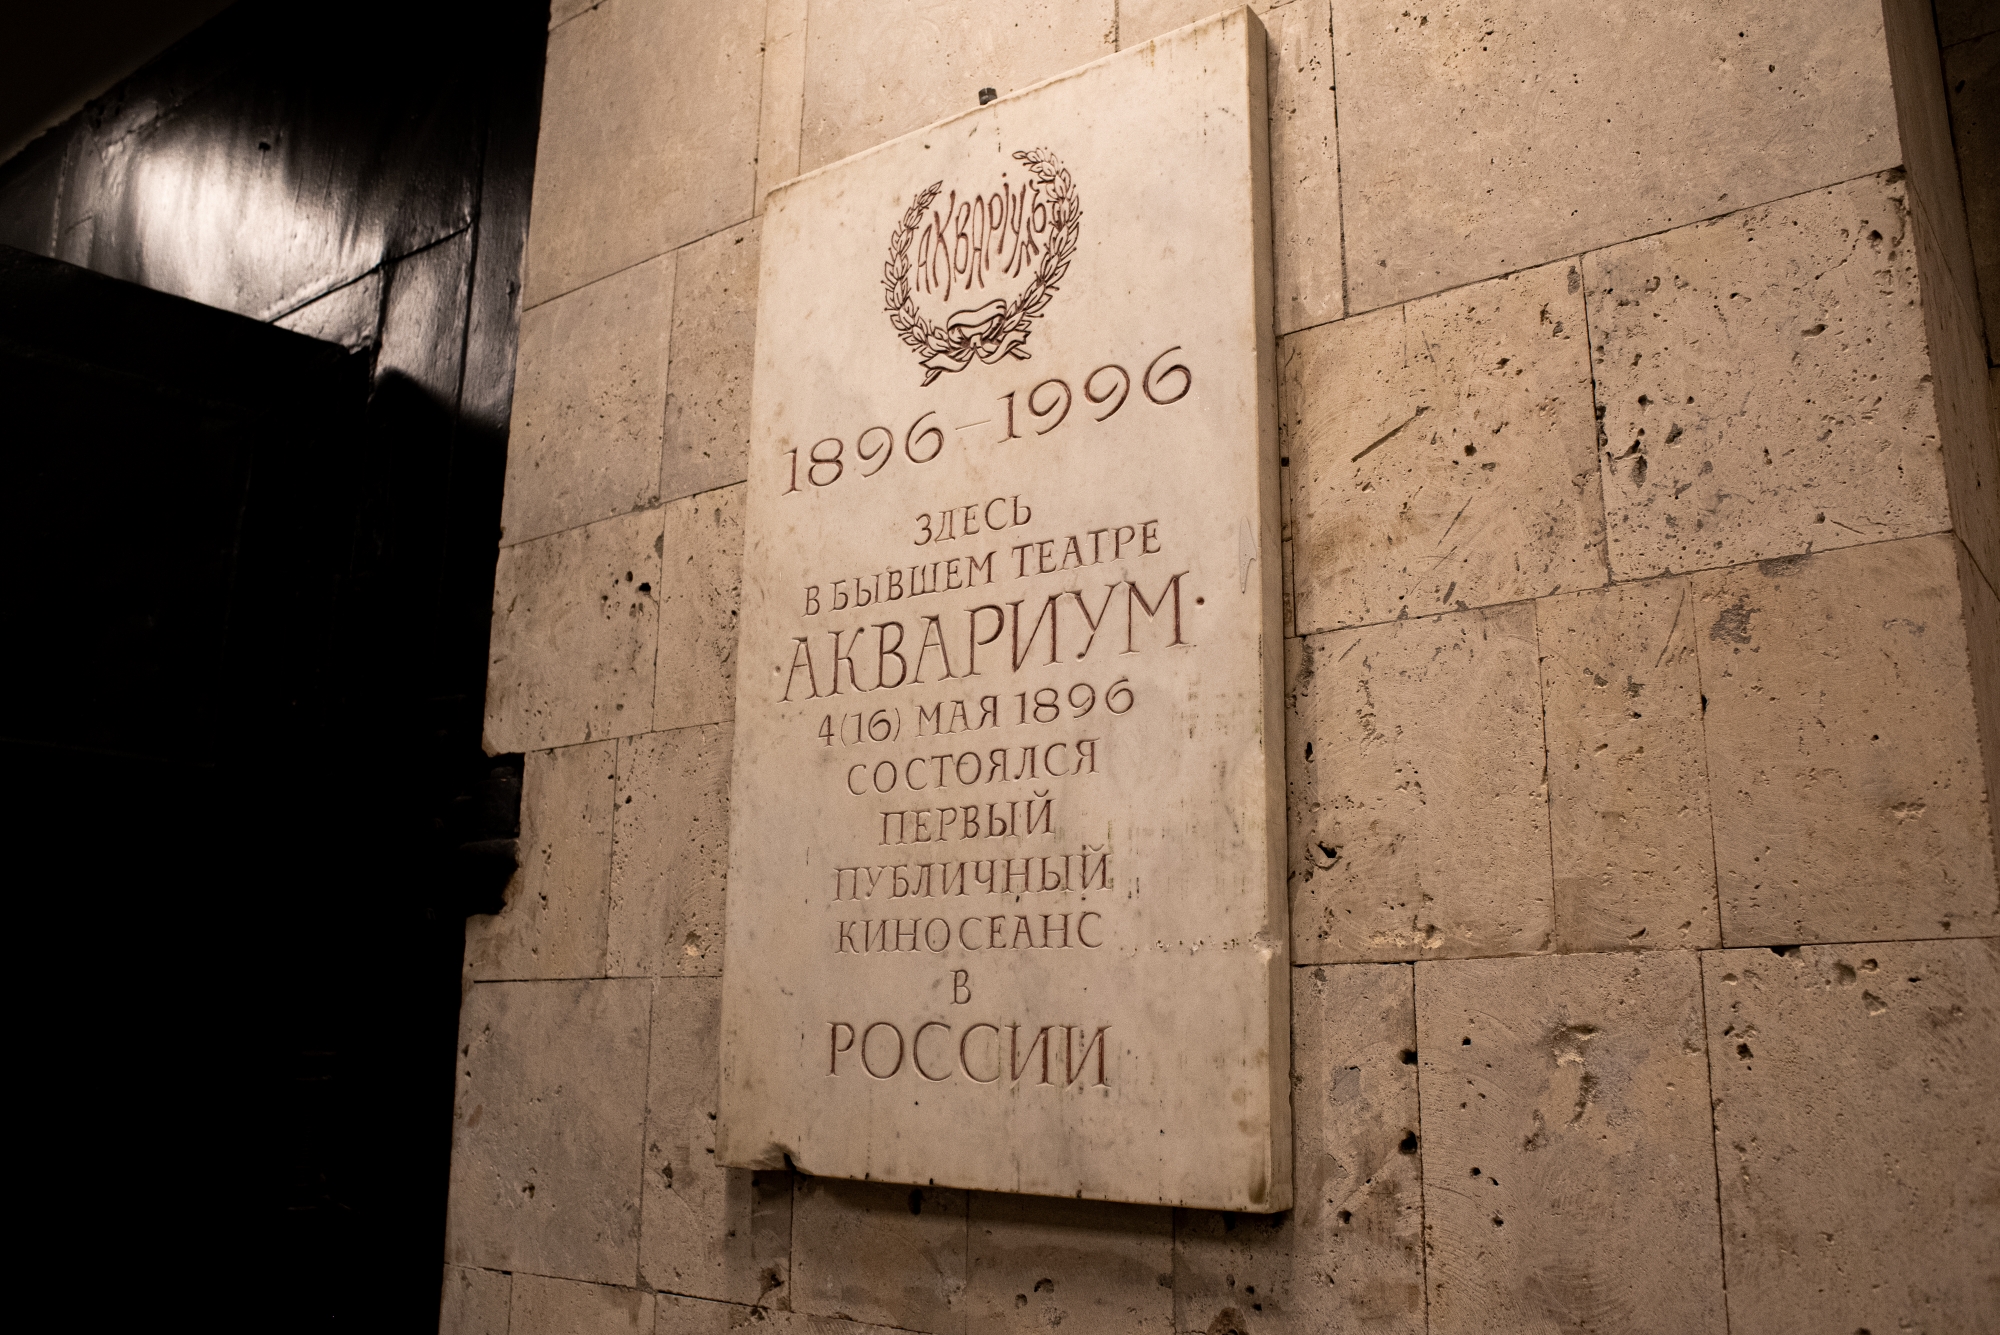 АКВАРIУМЪ
1896–1996
ЗДЕСЬ
В БЫВШЕМ ТЕАТРЕ
·АКВАРИУМ·
4(16) МАЯ 1896
СОСТОЯЛСЯ
ПЕРВЫЙ
ПУБЛИЧНЫЙ
КИНОСЕАНС
В
РОССИИ